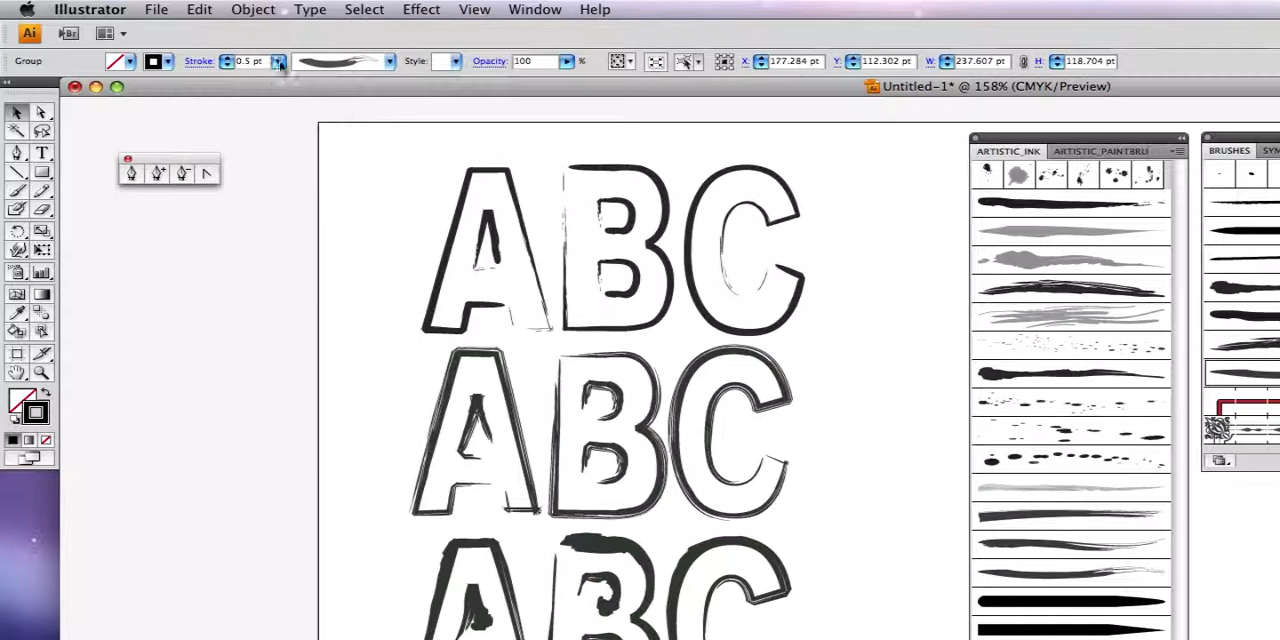 Illustrator File Edit Object Type Select Effect View Window Help
Ai Br
Group Stroke: 0.5 pt Style: Opacity: 100 % X: 177.284 pt Y: 112.302 pt W: 237.607 pt H: 118.704 pt
Untitled-1* @ 158% (CMYK/Preview)
ARTISTIC_INK ARTISTIC_PAINTBRU BRUSHES SYM
T
ABC
ABC
ABC